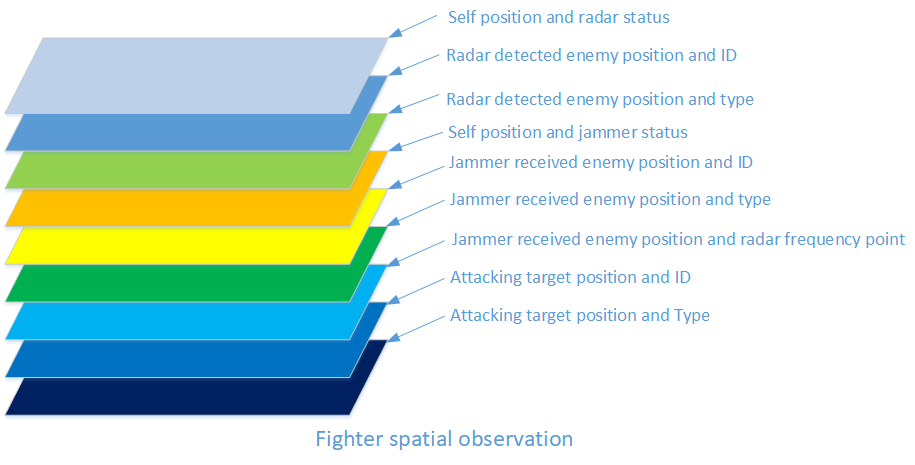 Self position and radar status
Radar detected enemy position and ID
Radar detected enemy position and type
Self position and jammer status
Jammer received enemy position and ID
Jammer received enemy position and type
Jammer received enemy position and radar frequency point
Attacking target position and ID
Attacking target position and Type
Fighter spatial observation